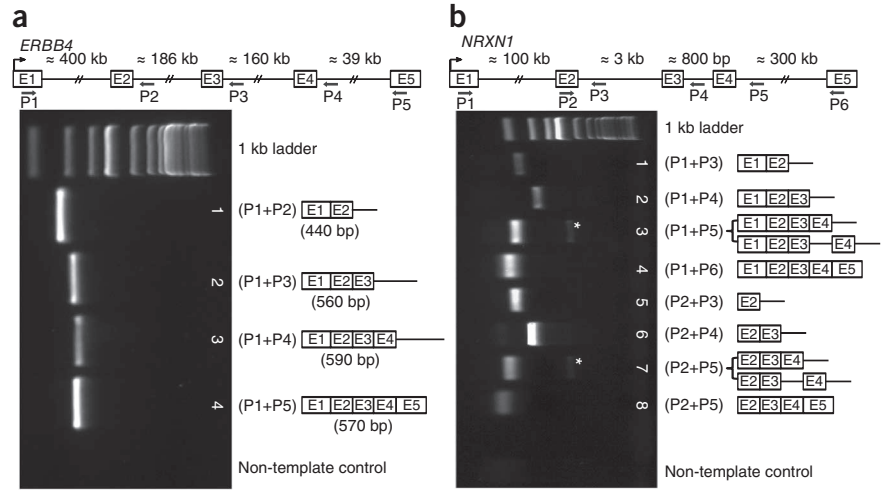 a
ERBB4
≈ 400 kb ≈ 186 kb ≈ 160 kb ≈ 39 kb
E1 E2 E3 E4 E5
P1 P2 P3 P4 P5
1 kb ladder
1 (P1+P2) E1 E2
(440 bp)
2 (P1+P3) E1 E2 E3
(560 bp)
3 (P1+P4) E1 E2 E3 E4
(590 bp)
4 (P1+P5) E1 E2 E3 E4 E5
(570 bp)
Non-template control
b
NRXN1
≈ 100 kb ≈ 3 kb ≈ 800 bp ≈ 300 kb
E1 E2 E3 E4 E5
P1 P2 P3 P4 P5 P6
1 kb ladder
1 (P1+P3) E1 E2
2 (P1+P4) E1 E2 E3
3 * (P1+P5) E1 E2 E3 E4
E1 E2 E3 E4
4 (P1+P6) E1 E2 E3 E4 E5
5 (P2+P3) E2
6 (P2+P4) E2 E3
7 * (P2+P5) E2 E3 E4
E2 E3 E4
8 (P2+P5) E2 E3 E4 E5
Non-template control